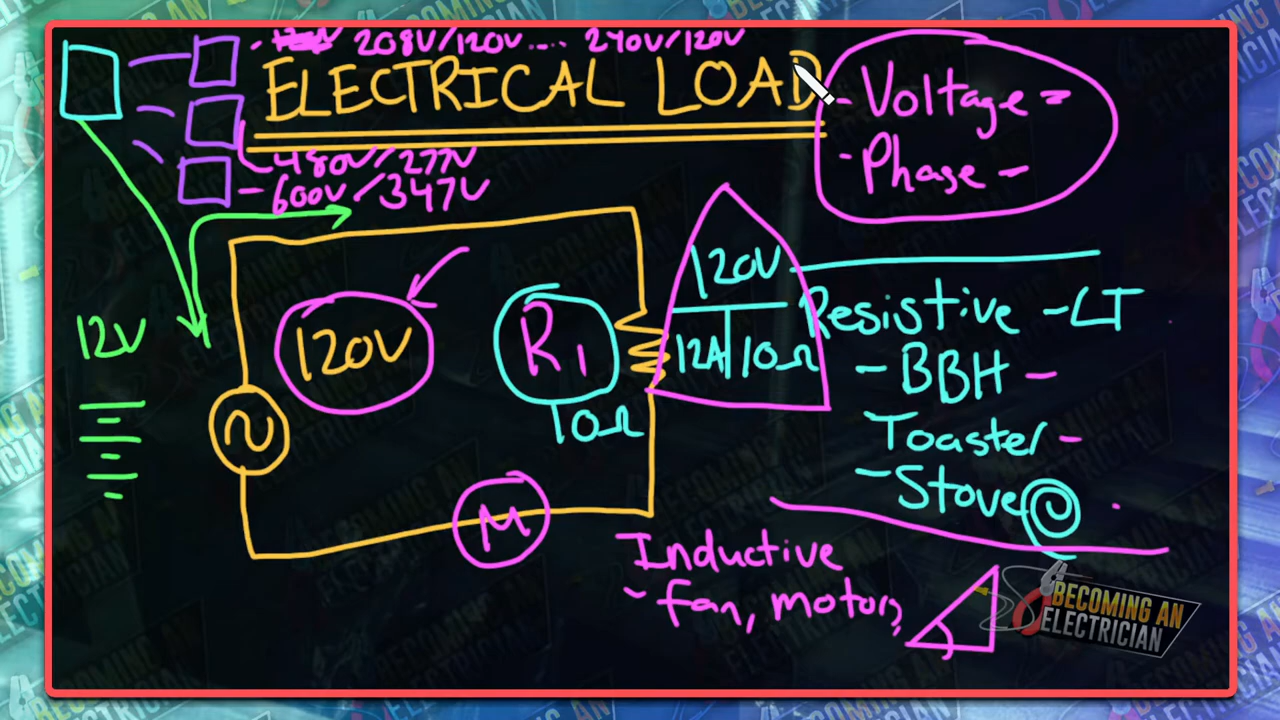 208V/120V.... 240V/120V
ELECTRICAL LOAD
480V/277V
- 600V/347V
- Voltage -
- Phase -
12V
120V
R1
10Ω
120V
12A 10Ω
Resistive - LT
- BBH -
Toaster -
- Stove
M
Inductive
- Fan, motors
BECOMING AN
ELECTRICIAN